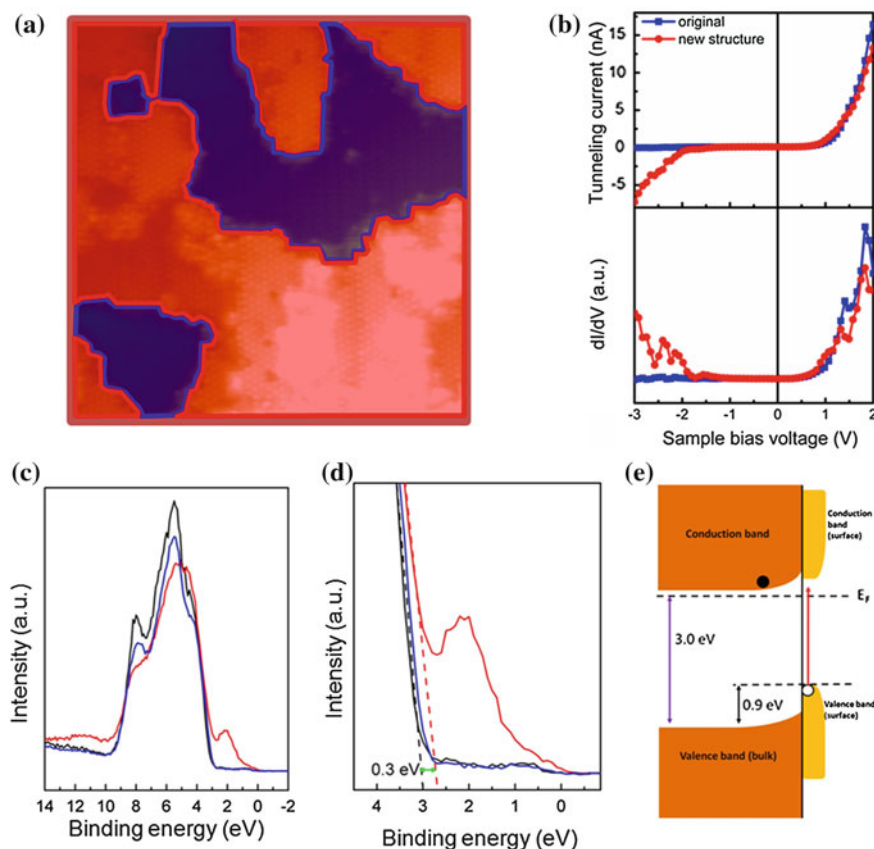 (a)
(b)
original
new structure
Tunneling current (nA)
15
10
5
0
-5
dI/dV (a.u.)
-3 -2 -1 0 1 2
Sample bias voltage (V)
(c)
Intensity (a.u.)
14 12 10 8 6 4 2 0 -2
Binding energy (eV)
(d)
Intensity (a.u.)
0.3 eV
4 3 2 1 0
Binding energy (eV)
(e)
Conduction band
Conduction
band
(surface)
E_F
3.0 eV
0.9 eV
Valence band
(surface)
Valence band (bulk)